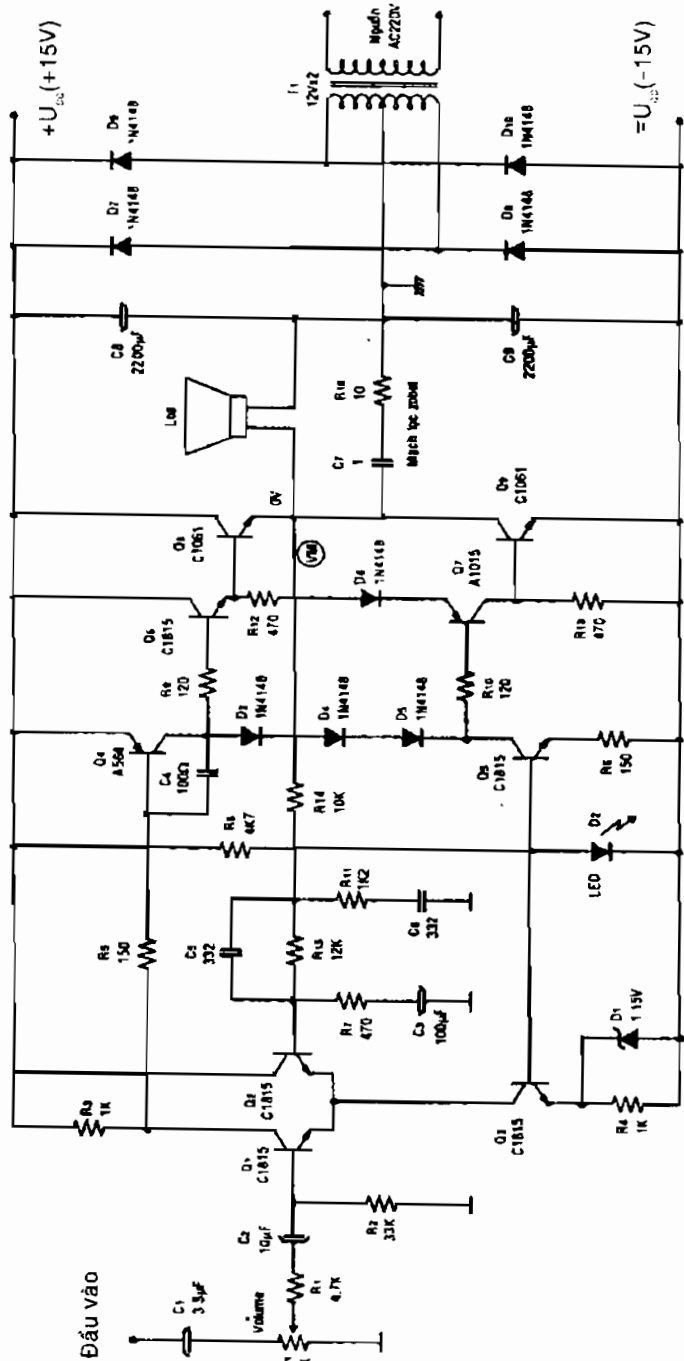 Đầu vào
C1
3.3µF
Volume
R1
4.7K
C2
10µF
R2
33K
R3
1K
Q1
C1815
Q2
C1815
Q3
C1815
R4
1K
D1
1.15V
R5
150
C5
332
R7
470
C3
100µF
R15
12K
R11
1K2
C6
332
R6
4K7
R14
10K
LED
D2
Q4
A564
C4
100Ω
D3
1N4148
D4
1N4148
D5
1N4148
Q5
C1815
R6
150
R9
120
R10
120
Q6
C1815
R12
470
D6
1N4148
Q7
A1015
R13
470
Q8
C1061
0V
VM
Q9
C1061
Loa
C7
1
R16
10
Mạch lọc zobel
C8
2200µF
C9
2200µF
D7
1N4148
D8
1N4148
D9
1N4148
D10
1N4148
T1
12Vx2
Nguồn
AC220V
+Ucc(+15V)
=Ucc(−15V)